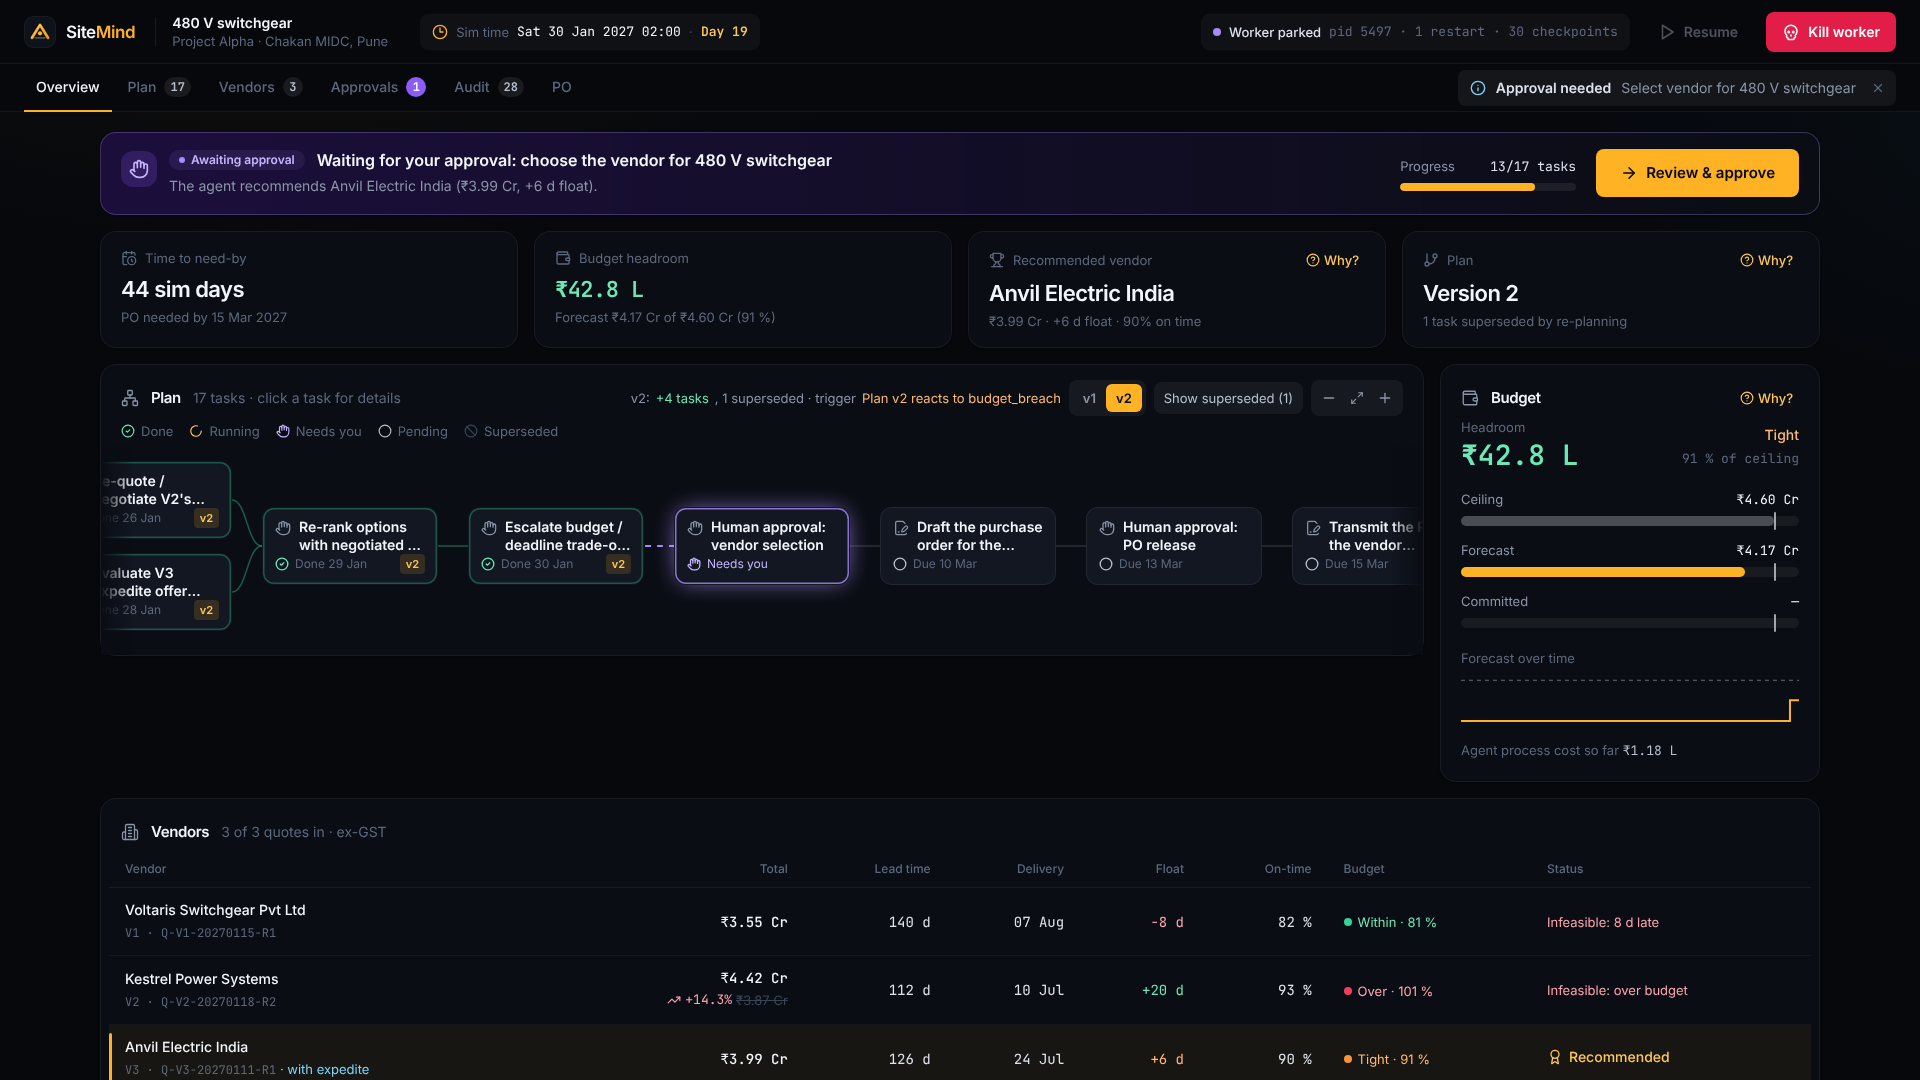 SiteMind
480 V switchgear
Project Alpha · Chakan MIDC, Pune
Sim time Sat 30 Jan 2027 02:00 · Day 19
Worker parked pid 5497 · 1 restart · 30 checkpoints
Resume
Kill worker
Overview
Plan 17
Vendors 3
Approvals 1
Audit 28
PO
Approval needed Select vendor for 480 V switchgear
Awaiting approval
Waiting for your approval: choose the vendor for 480 V switchgear
The agent recommends Anvil Electric India (₹3.99 Cr, +6 d float).
Progress 13/17 tasks
Review & approve
Time to need-by
44 sim days
PO needed by 15 Mar 2027
Budget headroom
₹42.8 L
Forecast ₹4.17 Cr of ₹4.60 Cr (91 %)
Recommended vendor Why?
Anvil Electric India
₹3.99 Cr · +6 d float · 90% on time
Plan Why?
Version 2
1 task superseded by re-planning
Plan 17 tasks · click a task for details
v2: +4 tasks , 1 superseded · trigger Plan v2 reacts to budget_breach
v1 v2
Show superseded (1)
Done Running Needs you Pending Superseded
e-quote /
egotiate V2's...
ne 26 Jan v2
valuate V3
xpedite offer...
ne 28 Jan v2
Re-rank options
with negotiated ...
Done 29 Jan v2
Escalate budget /
deadline trade-o...
Done 30 Jan v2
Human approval:
vendor selection
Needs you
Draft the purchase
order for the...
Due 10 Mar
Human approval:
PO release
Due 13 Mar
Transmit the
the vendor...
Due 15 Mar
Budget Why?
Headroom
₹42.8 L
Tight
91 % of ceiling
Ceiling ₹4.60 Cr
Forecast ₹4.17 Cr
Committed –
Forecast over time
Agent process cost so far ₹1.18 L
Vendors 3 of 3 quotes in · ex-GST
Vendor Total Lead time Delivery Float On-time Budget Status
Voltaris Switchgear Pvt Ltd
V1 · Q-V1-20270115-R1
₹3.55 Cr 140 d 07 Aug -8 d 82 % Within · 81 % Infeasible: 8 d late
Kestrel Power Systems
V2 · Q-V2-20270118-R2
₹4.42 Cr
+14.3% ₹3.87 Cr
112 d 10 Jul +20 d 93 % Over · 101 % Infeasible: over budget
Anvil Electric India
V3 · Q-V3-20270111-R1 · with expedite
₹3.99 Cr 126 d 24 Jul +6 d 90 % Tight · 91 % Recommended